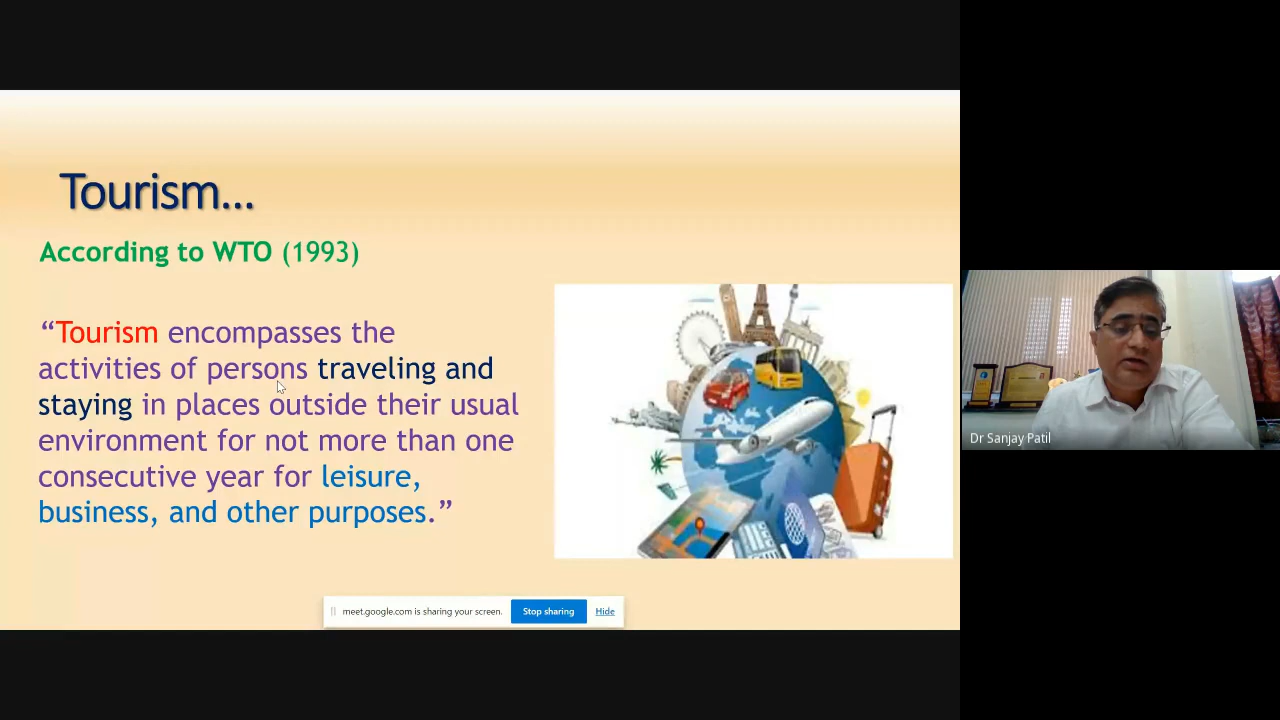 Tourism...
According to WTO (1993)
“Tourism encompasses the
activities of persons traveling and
staying in places outside their usual
environment for not more than one
consecutive year for leisure,
business, and other purposes.”
meet.google.com is sharing your screen. Stop sharing Hide
Dr Sanjay Patil